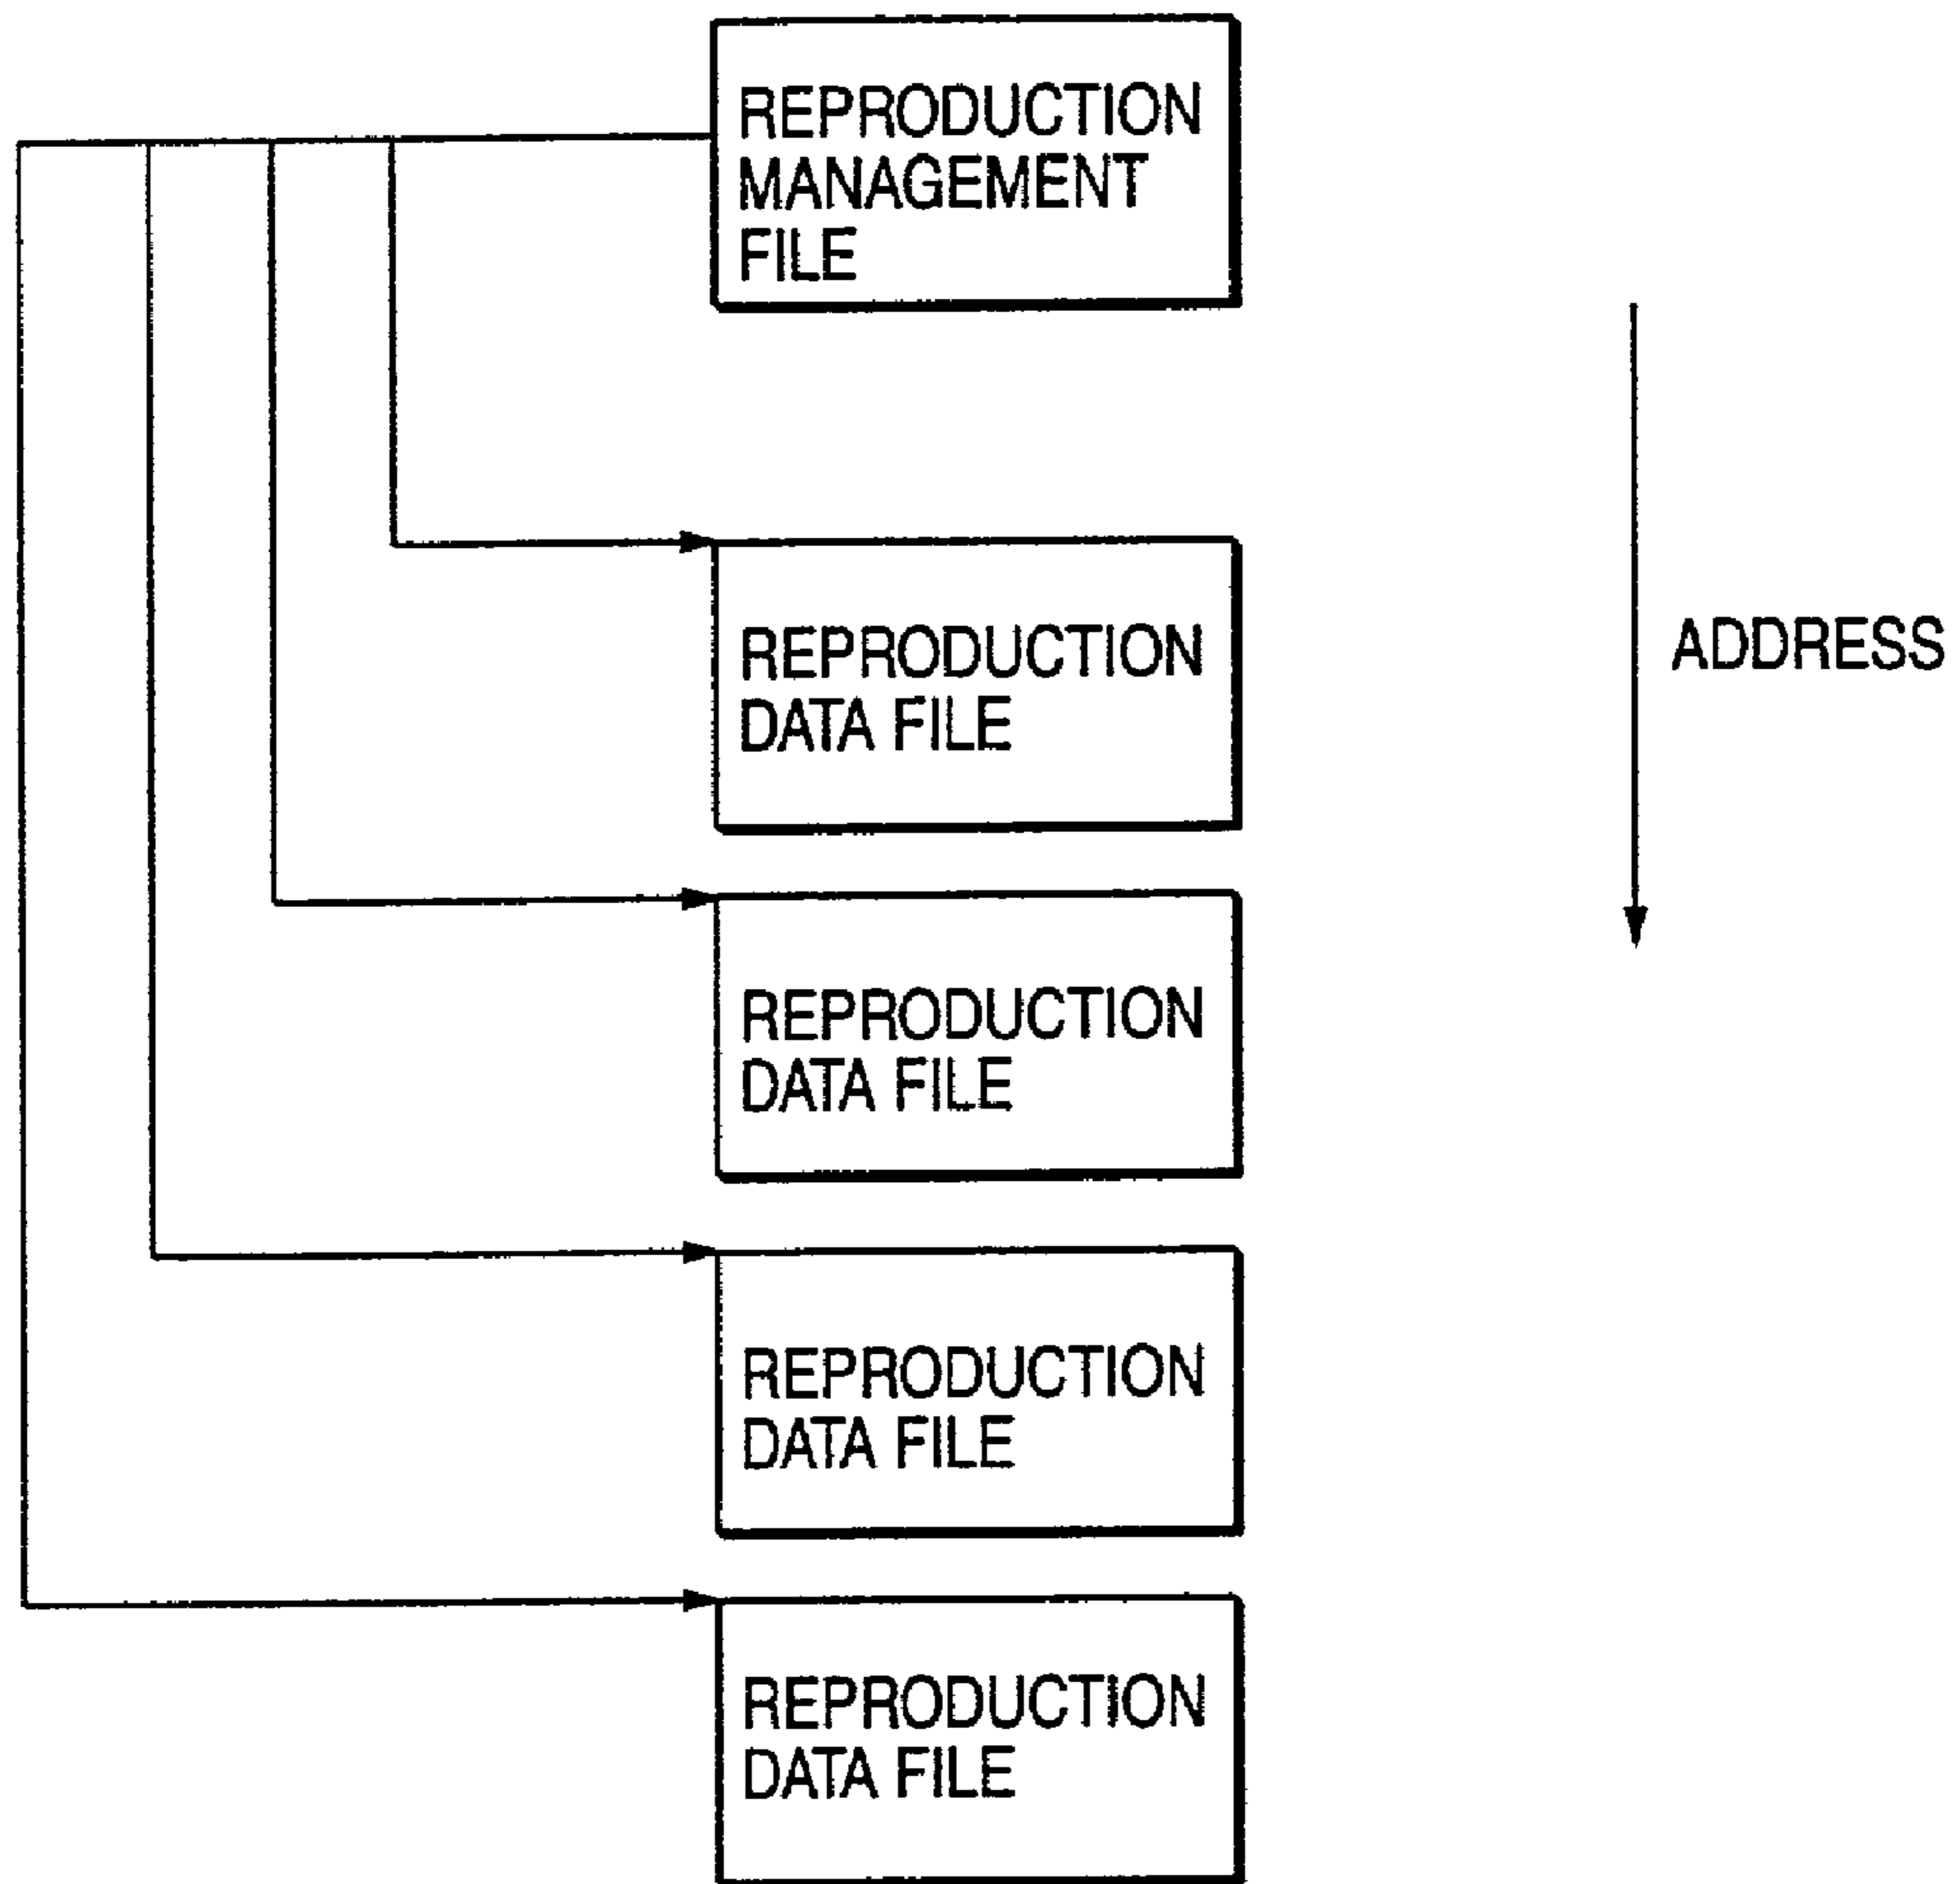 REPRODUCTION
MANAGEMENT
FILE
REPRODUCTION
DATA FILE
ADDRESS
REPRODUCTION
DATA FILE
REPRODUCTION
DATA FILE
REPRODUCTION
DATA FILE